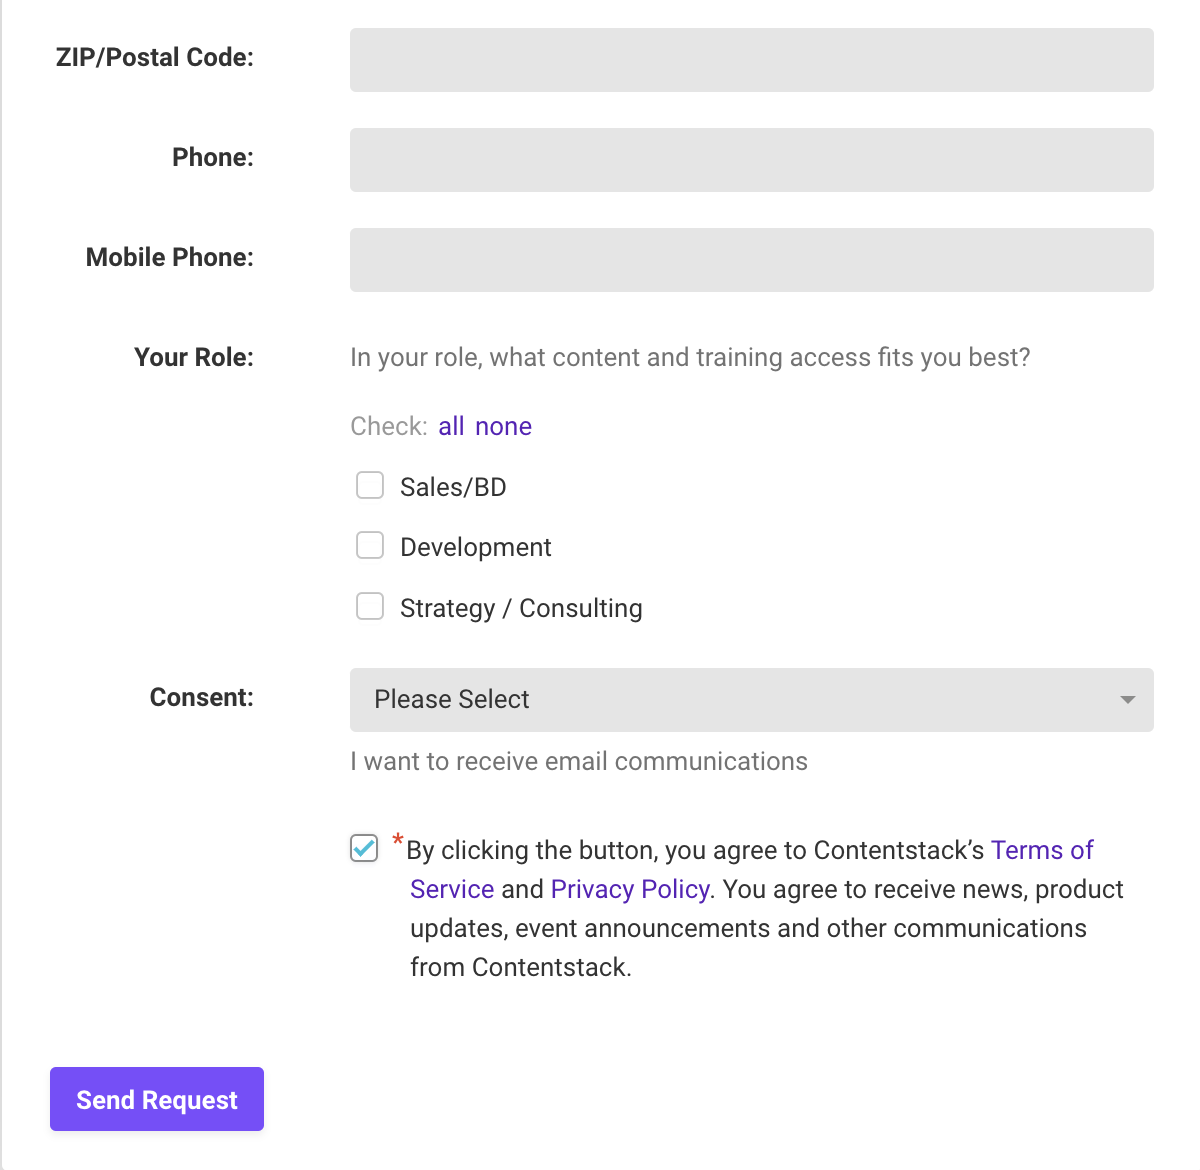 ZIP/Postal Code:
Phone:
Mobile Phone:
Your Role:
In your role, what content and training access fits you best?
Check: all none
Sales/BD
Development
Strategy / Consulting
Consent:
Please Select
I want to receive email communications
*By clicking the button, you agree to Contentstack’s Terms of
Service and Privacy Policy. You agree to receive news, product
updates, event announcements and other communications
from Contentstack.
Send Request